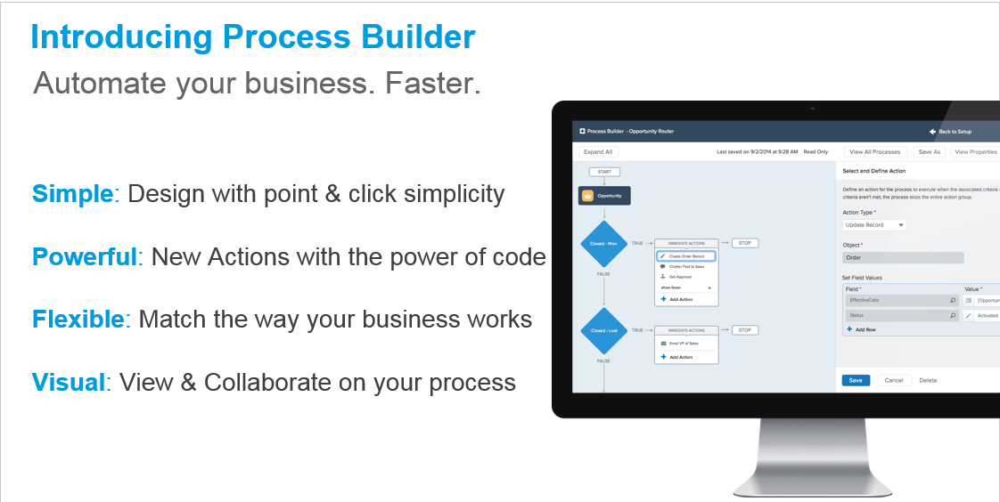 Introducing Process Builder
Automate your business. Faster.
Simple: Design with point & click simplicity
Powerful: New Actions with the power of code
Flexible: Match the way your business works
Visual: View & Collaborate on your process
Process Builder - Opportunity Router
Back to Setup
Expand All
Last saved on 9/2/2014 at 9:28 AM Read Only
View All Processes
Save As
View Properties
START
Opportunity
Closed - Won
TRUE
IMMEDIATE ACTIONS
Create Order Record
Chatter Post to Sales
Get Approval
show fewer
Add Action
STOP
FALSE
Closed - Lost
TRUE
IMMEDIATE ACTIONS
Email VP of Sales
Add Action
STOP
FALSE
Select and Define Action
Define an action for the process to execute when the associated criteria
criteria aren't met, the process skips the entire action group.
Action Type *
Update Record
Object *
Order
Set Field Values
Field * Value *
EffectiveDate [Opportun
Status Activated
Add Row
Save Cancel Delete